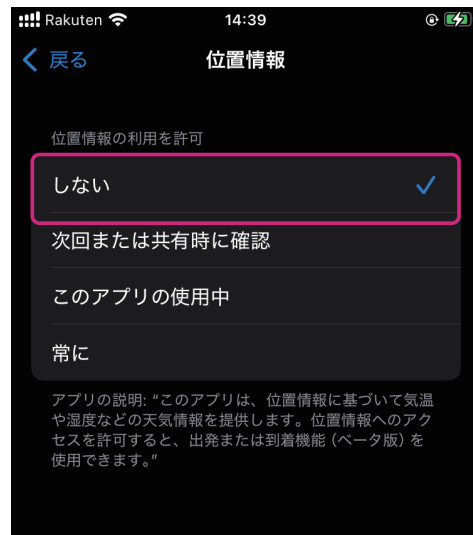 Rakuten 14:39
戻る 位置情報
位置情報の利用を許可
しない
次回または共有時に確認
このアプリの使用中
常に
アプリの説明: “このアプリは、位置情報に基づいて気温
や湿度などの天気情報を提供します。位置情報へのアク
セスを許可すると、出発または到着機能（ベータ版）を
使用できます。”